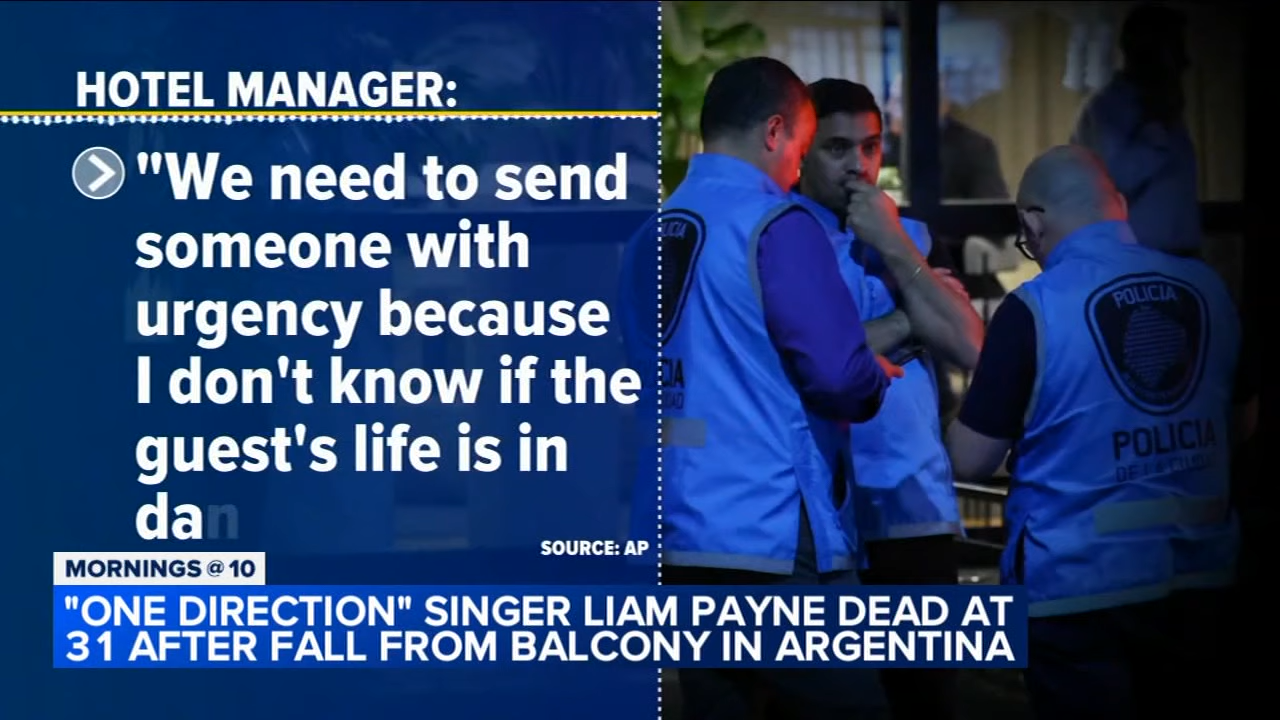 HOTEL MANAGER:
"We need to send
someone with
urgency because
I don't know if the
guest's life is in
dan
SOURCE: AP
MORNINGS @ 10
"ONE DIRECTION" SINGER LIAM PAYNE DEAD AT
31 AFTER FALL FROM BALCONY IN ARGENTINA
POLICIA
POLICIA
DE LA CIUDAD